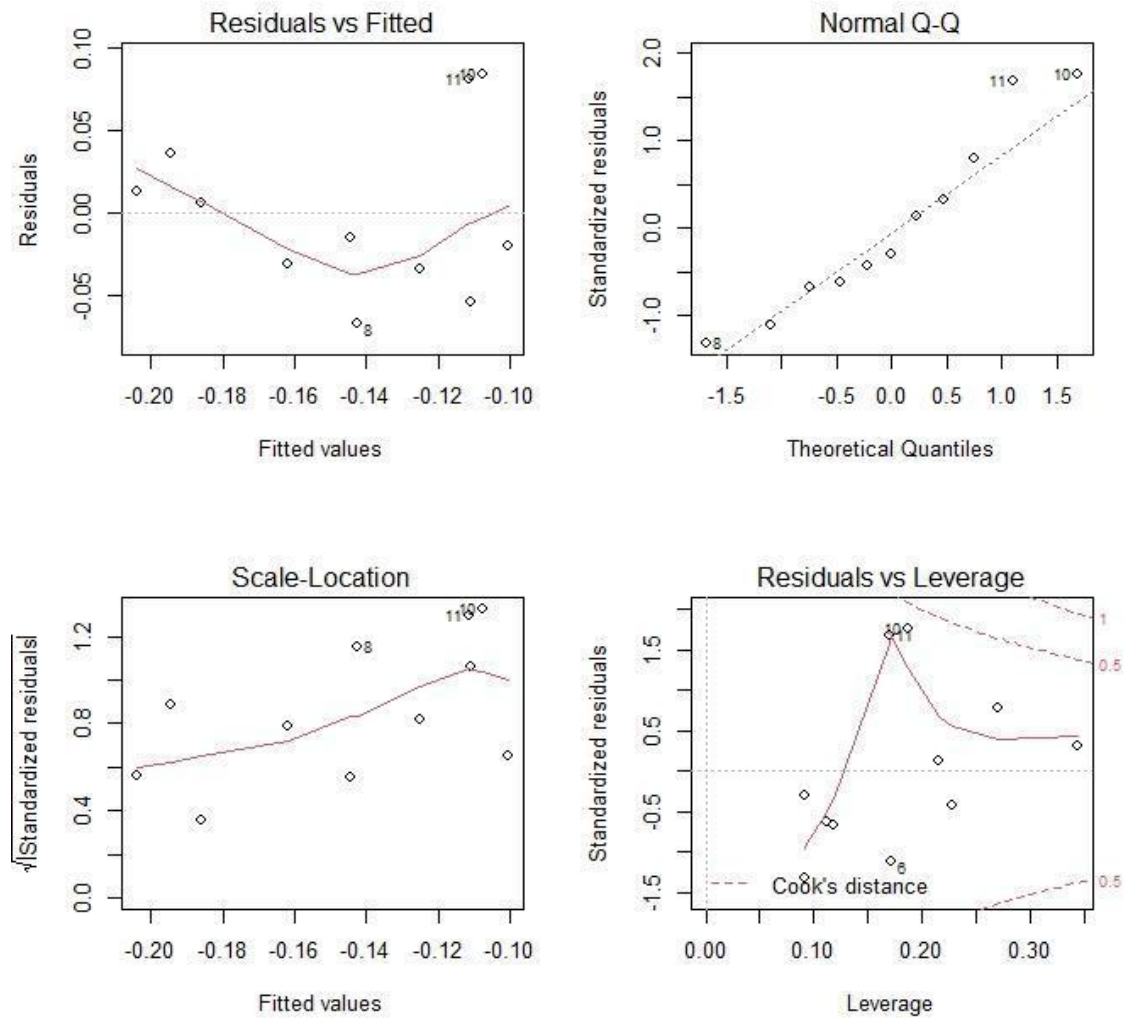 Residuals vs Fitted
Residuals
0.10
0.05
0.00
-0.05
11 10
8
-0.20 -0.18 -0.16 -0.14 -0.12 -0.10
Fitted values
Normal Q-Q
Standardized residuals
2.0
1.0
0.0
-1.0
11 10
8
-1.5 -0.5 0.0 0.5 1.0 1.5
Theoretical Quantiles
Scale-Location
√|Standardized residuals|
1.2
0.8
0.4
0.0
11 10
8
-0.20 -0.18 -0.16 -0.14 -0.12 -0.10
Fitted values
Residuals vs Leverage
Standardized residuals
1.5
0.5
-0.5
-1.5
10 11
6
1
0.5
0.5
Cook's distance
0.00 0.10 0.20 0.30
Leverage